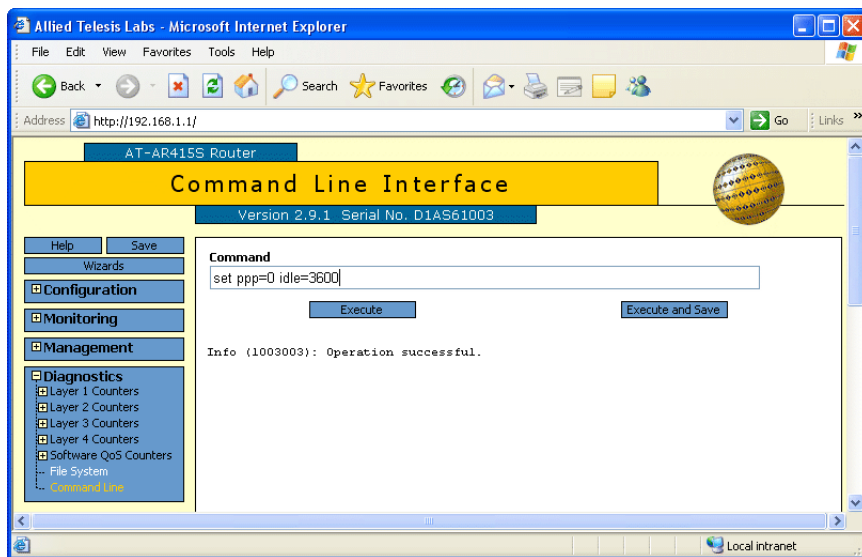 Allied Telesis Labs - Microsoft Internet Explorer
File Edit View Favorites Tools Help
Back Search Favorites
Address http://192.168.1.1/ Go Links »
AT-AR415S Router
Command Line Interface
Version 2.9.1 Serial No. D1AS61003
Help Save
Wizards
Configuration
Monitoring
Management
Diagnostics
Layer 1 Counters
Layer 2 Counters
Layer 3 Counters
Layer 4 Counters
Software QoS Counters
File System
Command Line
Command
set ppp=0 idle=3600
Execute Execute and Save
Info (1003003): Operation successful.
Local intranet